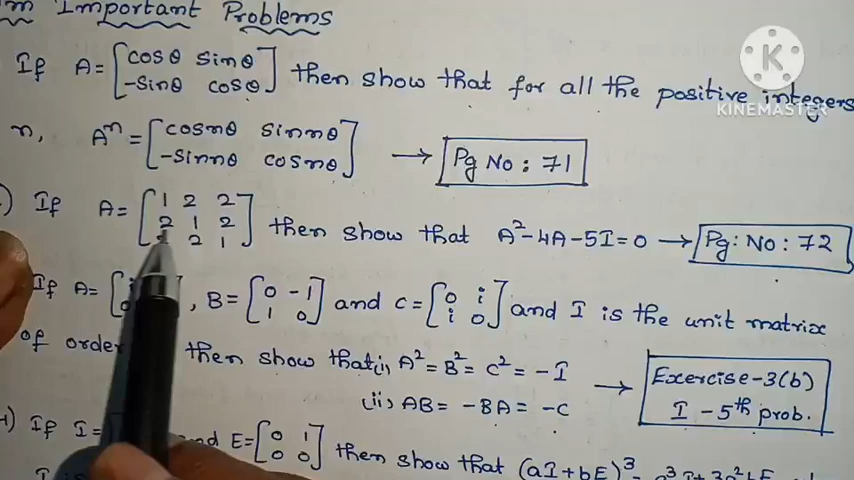 m Important Problems
If A = [cosθ sinθ -sinθ cosθ] then show that for all the positive integers
n, Aⁿ = [cosnθ sinnθ -sinnθ cosnθ] → Pg No : 71
If A = [1 2 2 2 1 2 2 1] then show that A² - 4A - 5I = 0 → Pg: No : 72
If A = , B = [0 -1 1 0] and C = [0 i i 0] and I is the unit matrix
of order then show that (i) A² = B² = C² = -I
(ii) AB = -BA = -C → Exercise-3(b) I - 5th prob.
If I = and E = [0 1 0 0] then show that (aI + bE)³
KINEMASTER